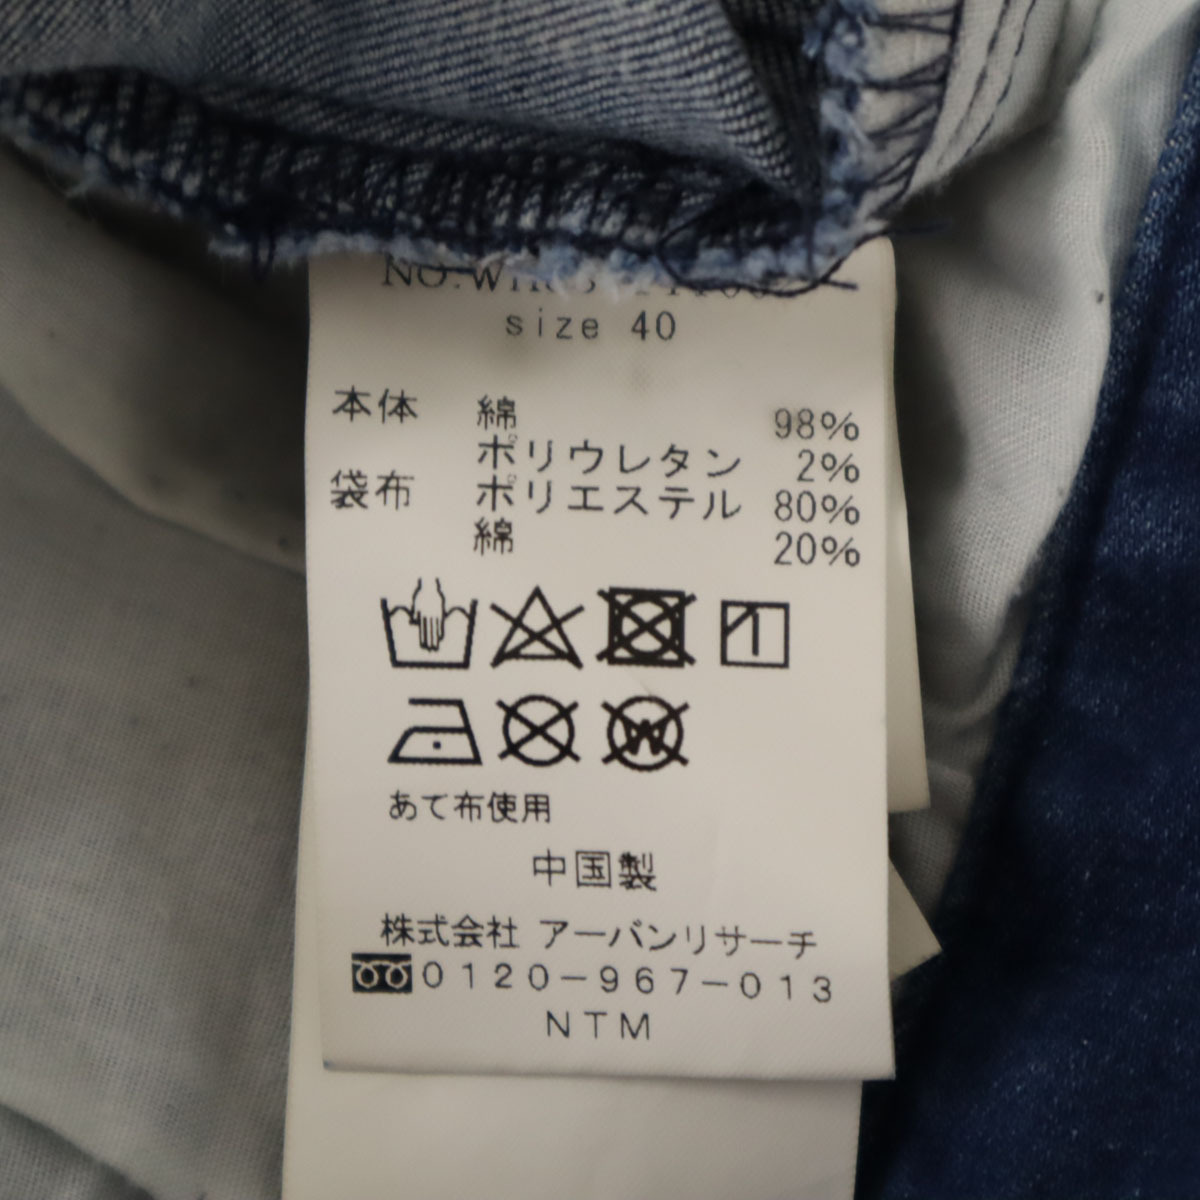 size 40
本体 綿 98%
ポリウレタン 2%
袋布 ポリエステル 80%
綿 20%
あて布使用
中国製
株式会社 アーバンリサーチ
0120-967-013
NTM